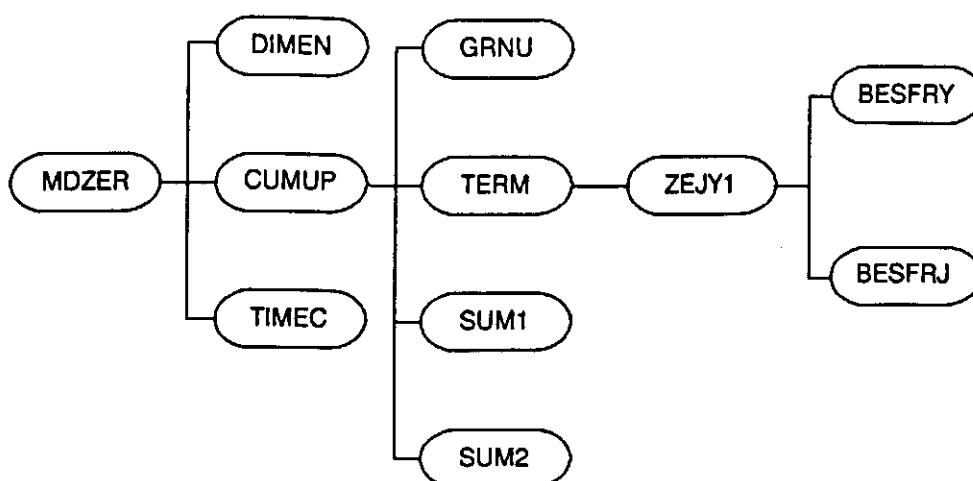 DIMEN
GRNU
BESFRY
MDZER
CUMUP
TERM
ZEJY1
BESFRJ
TIMEC
SUM1
SUM2